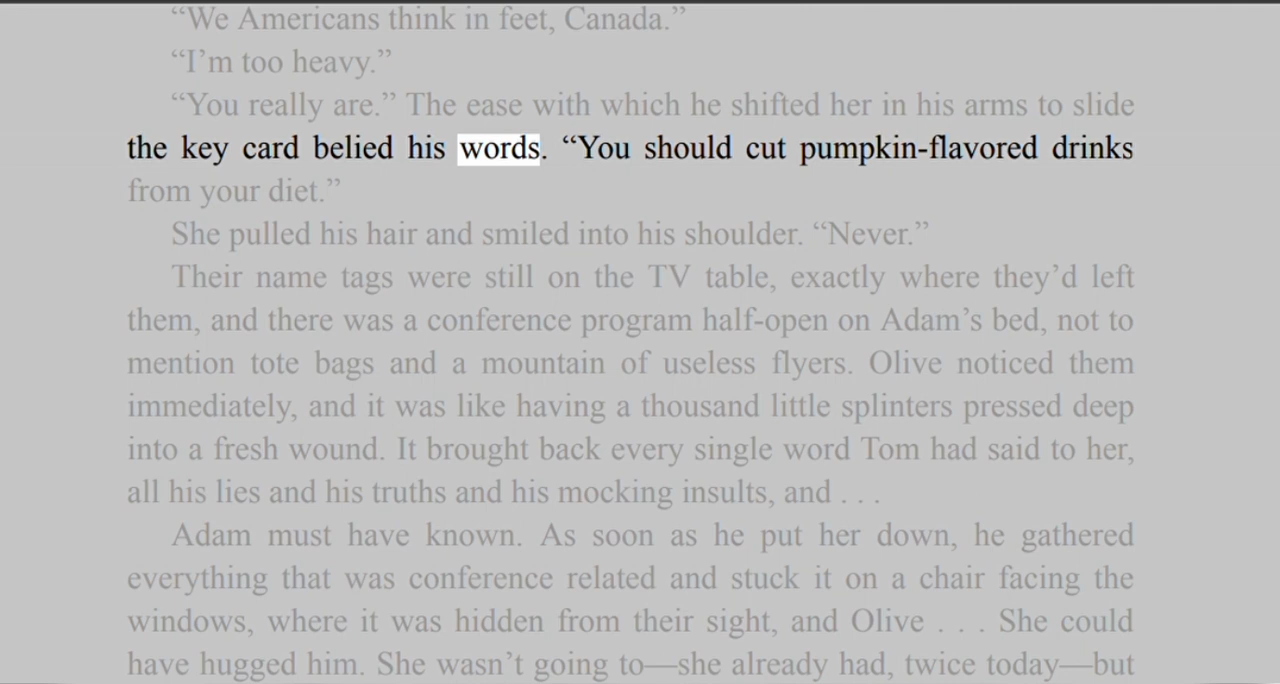 “We Americans think in feet, Canada.”
“I’m too heavy.”
“You really are.” The ease with which he shifted her in his arms to slide
the key card belied his words. “You should cut pumpkin-flavored drinks
from your diet.”
She pulled his hair and smiled into his shoulder. “Never.”
Their name tags were still on the TV table, exactly where they’d left
them, and there was a conference program half-open on Adam’s bed, not to
mention tote bags and a mountain of useless flyers. Olive noticed them
immediately, and it was like having a thousand little splinters pressed deep
into a fresh wound. It brought back every single word Tom had said to her,
all his lies and his truths and his mocking insults, and . . .
Adam must have known. As soon as he put her down, he gathered
everything that was conference related and stuck it on a chair facing the
windows, where it was hidden from their sight, and Olive . . . She could
have hugged him. She wasn’t going to—she already had, twice today—but